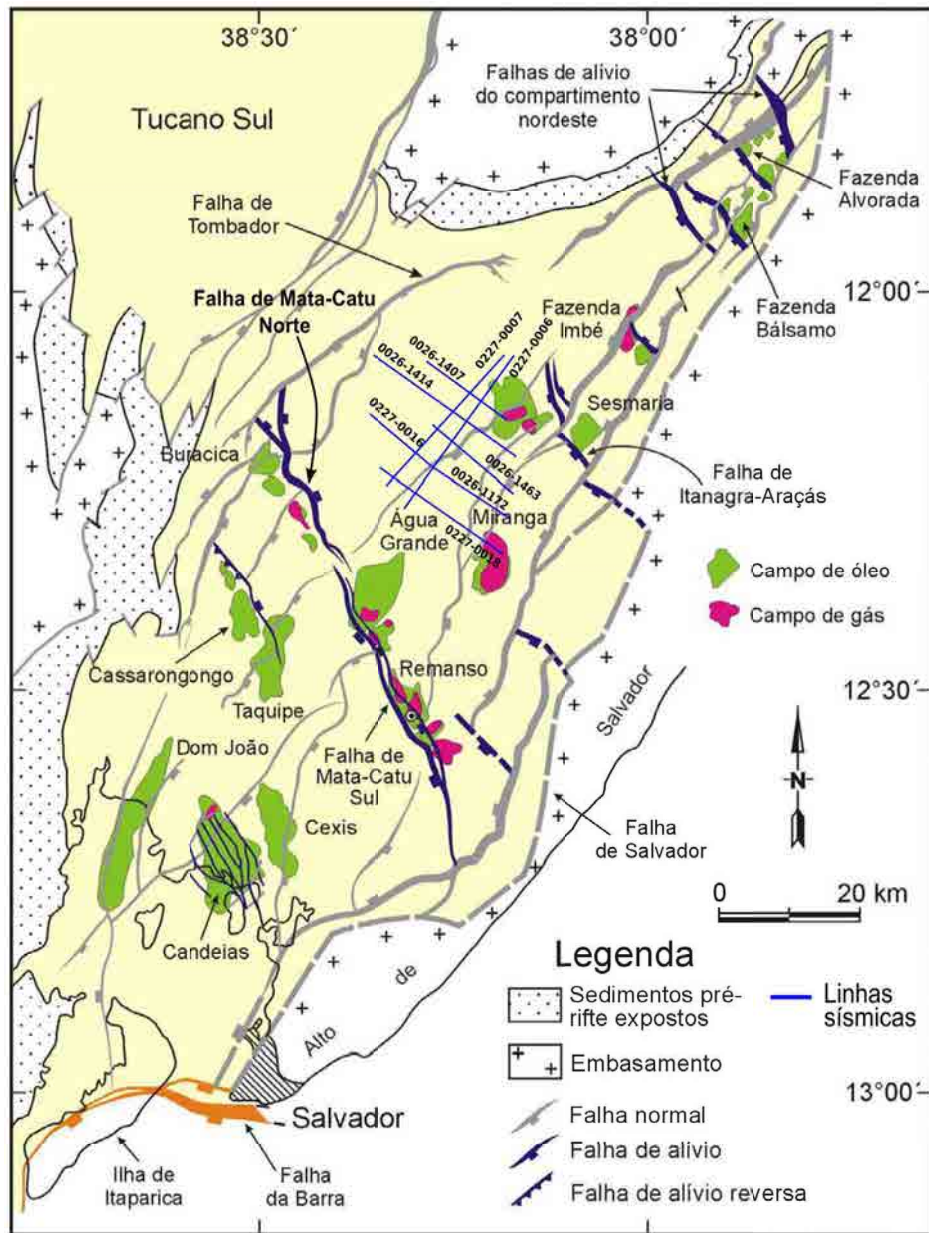 38°30´
38°00´
Tucano Sul
Falhas de alívio
do compartimento
nordeste
Fazenda
Alvorada
Falha de
Tombador
Falha de Mata-Catu
Norte
12°00´
Fazenda
Imbé
Fazenda
Bálsamo
0227-0007
0227-0006
0026-1407
0026-1414
0227-0016
0026-1463
0026-1172
0227-0018
Sesmaria
Buracica
Falha de
Itanagra-Araçás
Água
Grande
Miranga
Campo de óleo
Campo de gás
Cassarongongo
Taquipe
Remanso
12°30´
Dom João
Falha de
Mata-Catu
Sul
Cexis
Candeias
Alto de Salvador
N
Falha
de Salvador
0 20 km
Legenda
Sedimentos pré-
rifte expostos
Linhas
sísmicas
Embasamento
Falha normal
Falha de alívio
Falha de alívio reversa
13°00´
Salvador
Ilha de
Itaparica
Falha
da Barra